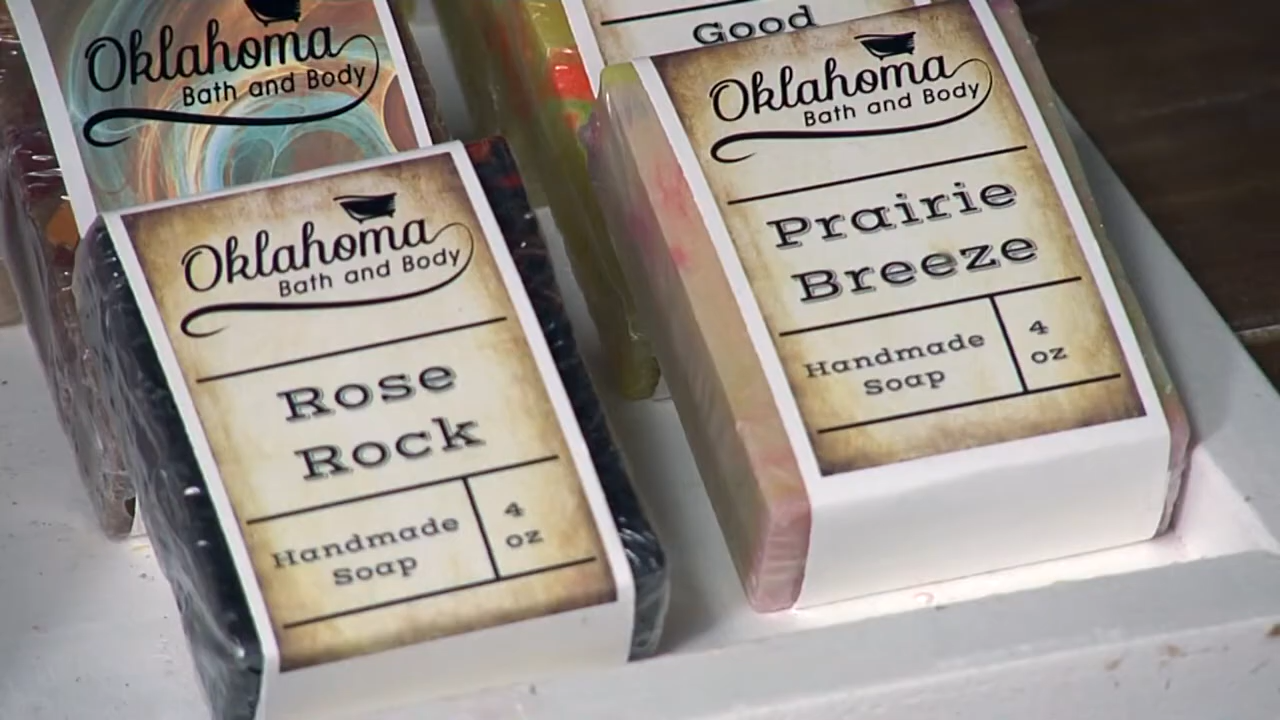 Oklahoma
Bath and Body
Good
Oklahoma
Bath and Body
Prairie
Breeze
Handmade
Soap
4
oz
Oklahoma
Bath and Body
Rose
Rock
Handmade
Soap
4
oz